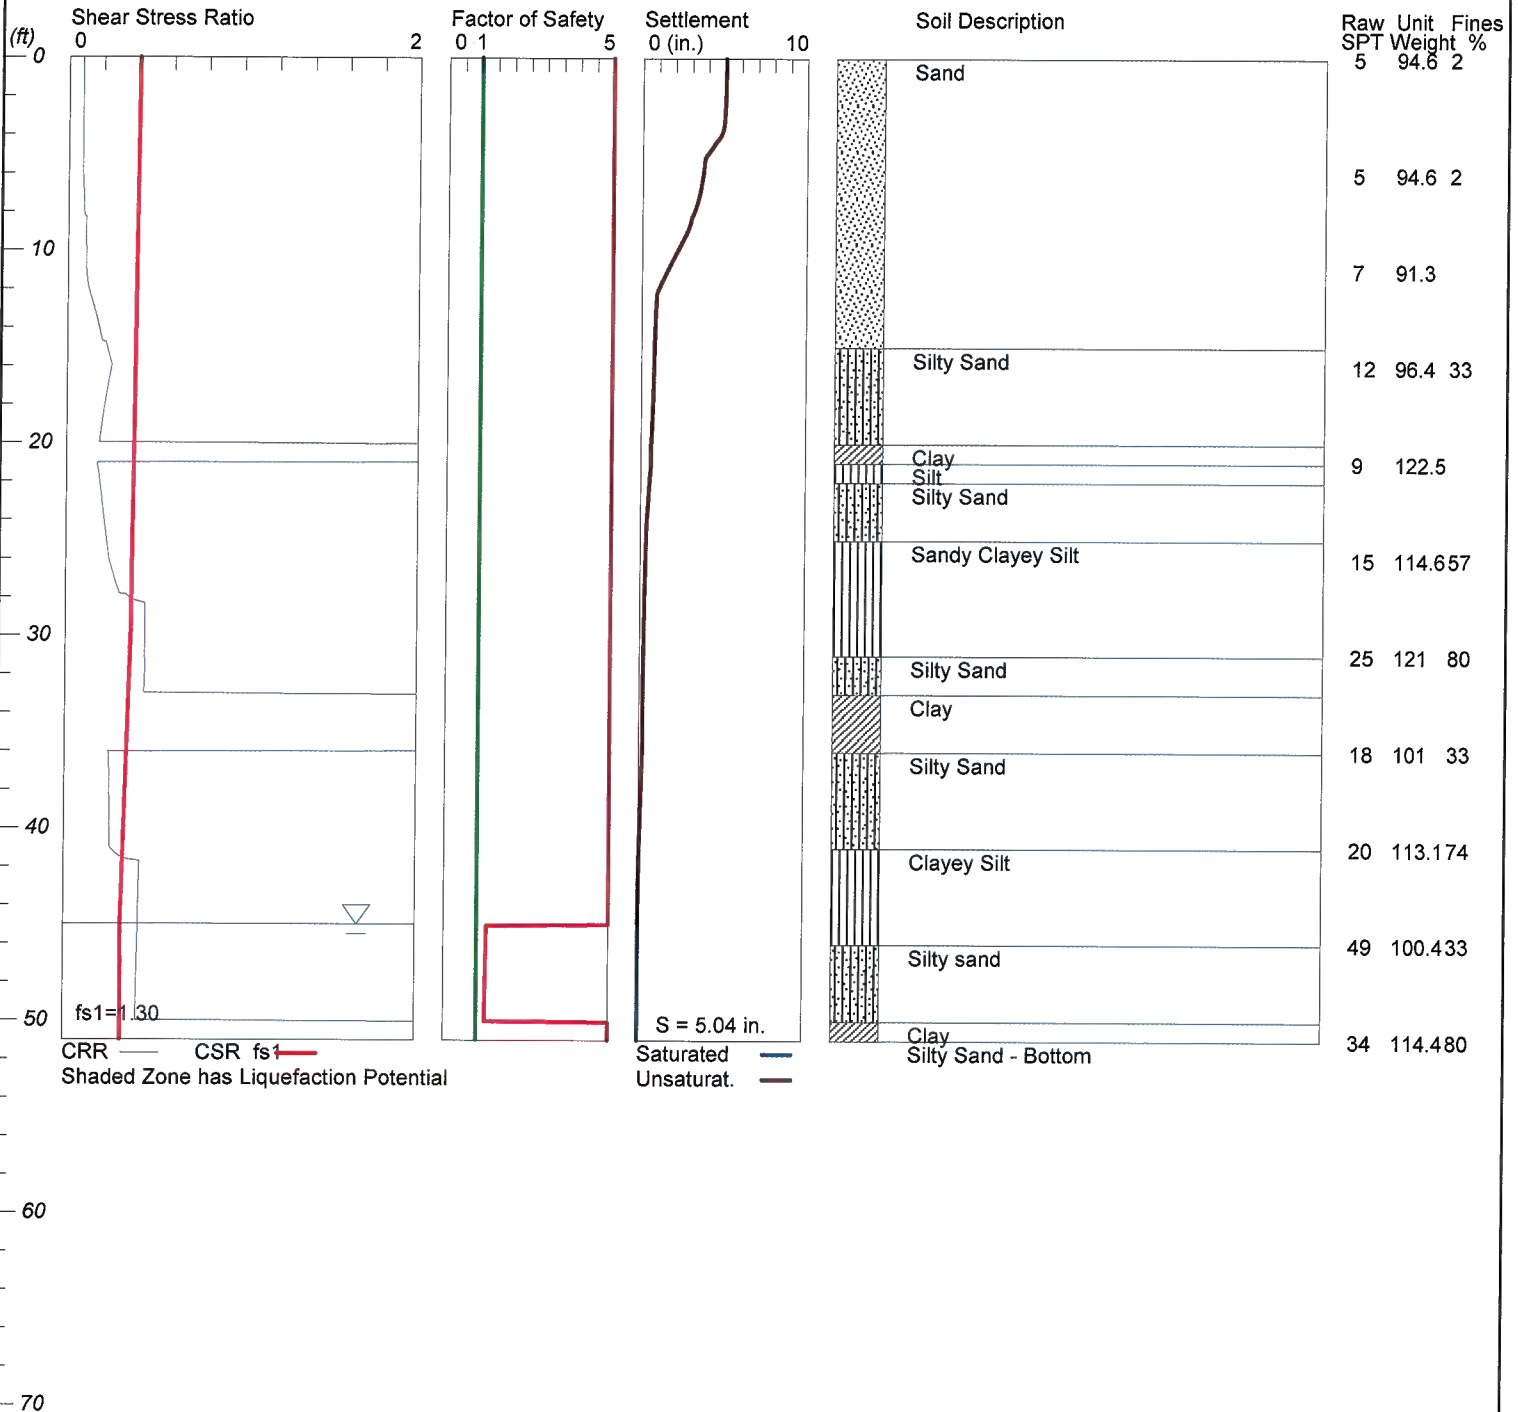 Shear Stress Ratio Factor of Safety Settlement Soil Description Raw Unit Fines
(ft) 0 2 0 1 5 0 (in.) 10 SPT Weight %
0 Sand 5 94.6 2
5 94.6 2
10 7 91.3
Silty Sand 12 96.4 33
20 Clay 9 122.5
Silt
Silty Sand
Sandy Clayey Silt 15 114.657
30 Silty Sand 25 121 80
Clay
Silty Sand 18 101 33
40 Clayey Silt 20 113.174
Silty sand 49 100.433
50 fs1=1.30 S = 5.04 in.
Clay 34 114.480
CRR CSR fs1 Saturated Silty Sand - Bottom
Shaded Zone has Liquefaction Potential Unsaturat.
60
70